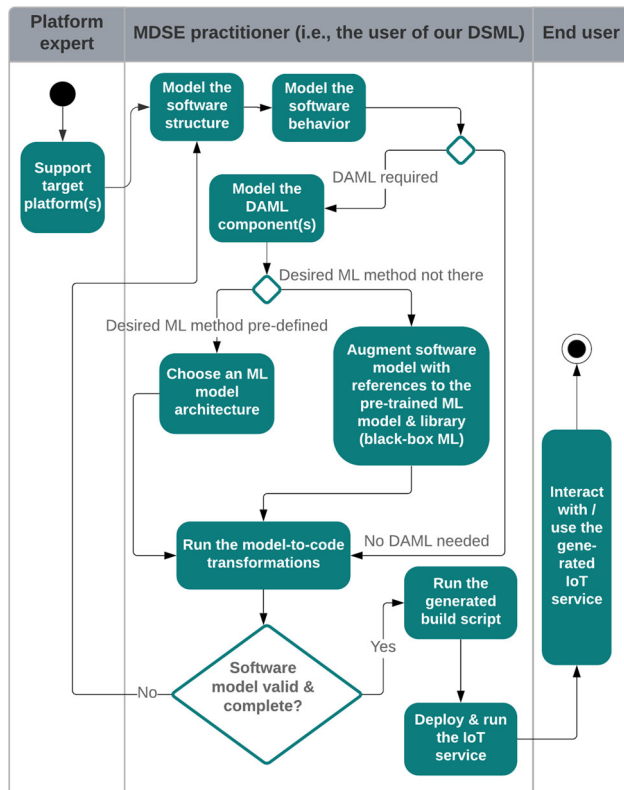 Platform
expert
MDSE practitioner (i.e., the user of our DSML)
End user
Support
target
platform(s)
Model the
software
structure
Model the
software
behavior
DAML required
Model the
DAML
component(s)
Desired ML method not there
Desired ML method pre-defined
Choose an ML
model
architecture
Augment software
model with
references to the
pre-trained ML
model & library
(black-box ML)
No DAML needed
Run the model-to-code
transformations
Software
model valid &
complete?
No
Yes
Run the
generated
build script
Deploy & run
the IoT
service
Interact
with /
use the
gene-
rated
IoT
service